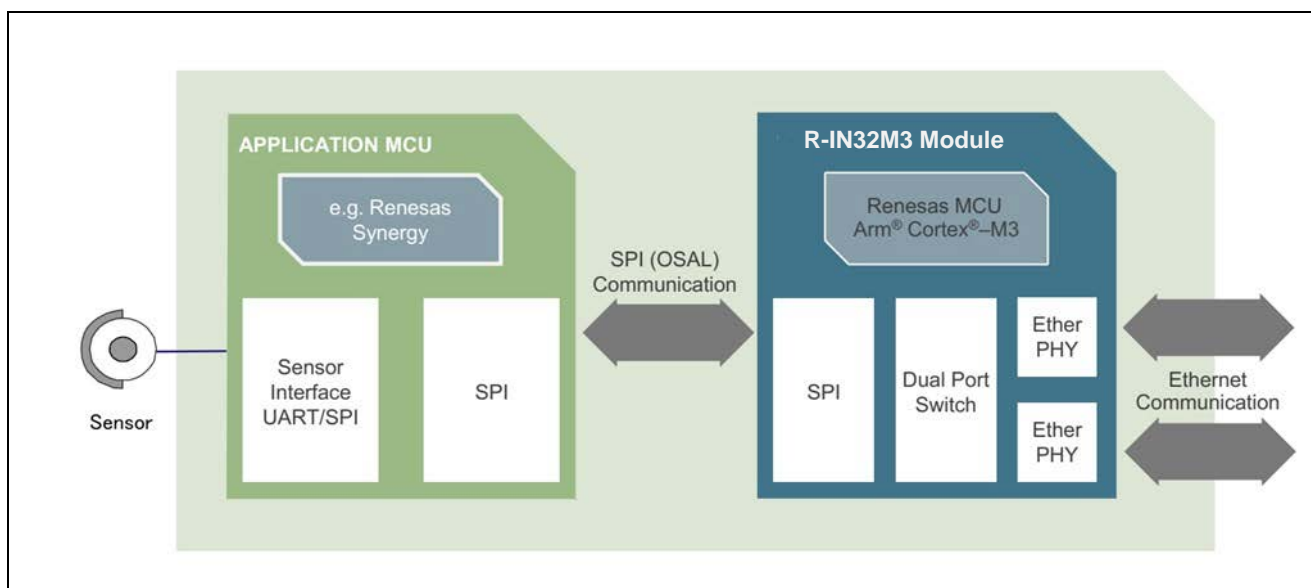 APPLICATION MCU
e.g. Renesas
Synergy
Sensor
Interface
UART/SPI
SPI
Sensor
SPI (OSAL)
Communication
R-IN32M3 Module
Renesas MCU
Arm® Cortex®–M3
SPI
Dual Port
Switch
Ether
PHY
Ether
PHY
Ethernet
Communication